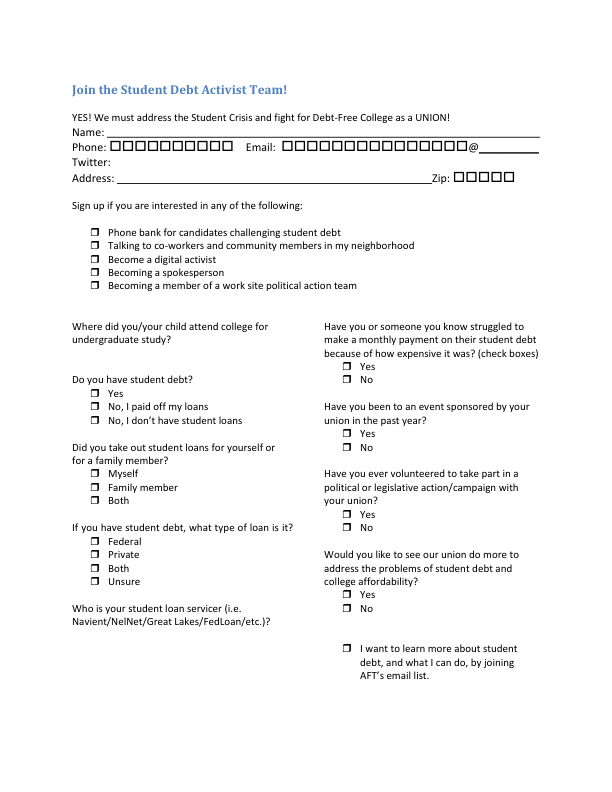 Join the Student Debt Activist Team!
YES! We must address the Student Crisis and fight for Debt-Free College as a UNION!
Name:
Phone: ☐☐☐☐☐☐☐☐☐☐ Email: ☐☐☐☐☐☐☐☐☐☐☐☐☐☐☐@
Twitter:
Address: Zip: ☐☐☐☐☐
Sign up if you are interested in any of the following:
☐ Phone bank for candidates challenging student debt
☐ Talking to co-workers and community members in my neighborhood
☐ Become a digital activist
☐ Becoming a spokesperson
☐ Becoming a member of a work site political action team
Where did you/your child attend college for
undergraduate study?
Do you have student debt?
☐ Yes
☐ No, I paid off my loans
☐ No, I don't have student loans
Did you take out student loans for yourself or
for a family member?
☐ Myself
☐ Family member
☐ Both
If you have student debt, what type of loan is it?
☐ Federal
☐ Private
☐ Both
☐ Unsure
Who is your student loan servicer (i.e.
Navient/NelNet/Great Lakes/FedLoan/etc.)?
Have you or someone you know struggled to
make a monthly payment on their student debt
because of how expensive it was? (check boxes)
☐ Yes
☐ No
Have you been to an event sponsored by your
union in the past year?
☐ Yes
☐ No
Have you ever volunteered to take part in a
political or legislative action/campaign with
your union?
☐ Yes
☐ No
Would you like to see our union do more to
address the problems of student debt and
college affordability?
☐ Yes
☐ No
☐ I want to learn more about student
debt, and what I can do, by joining
AFT's email list.